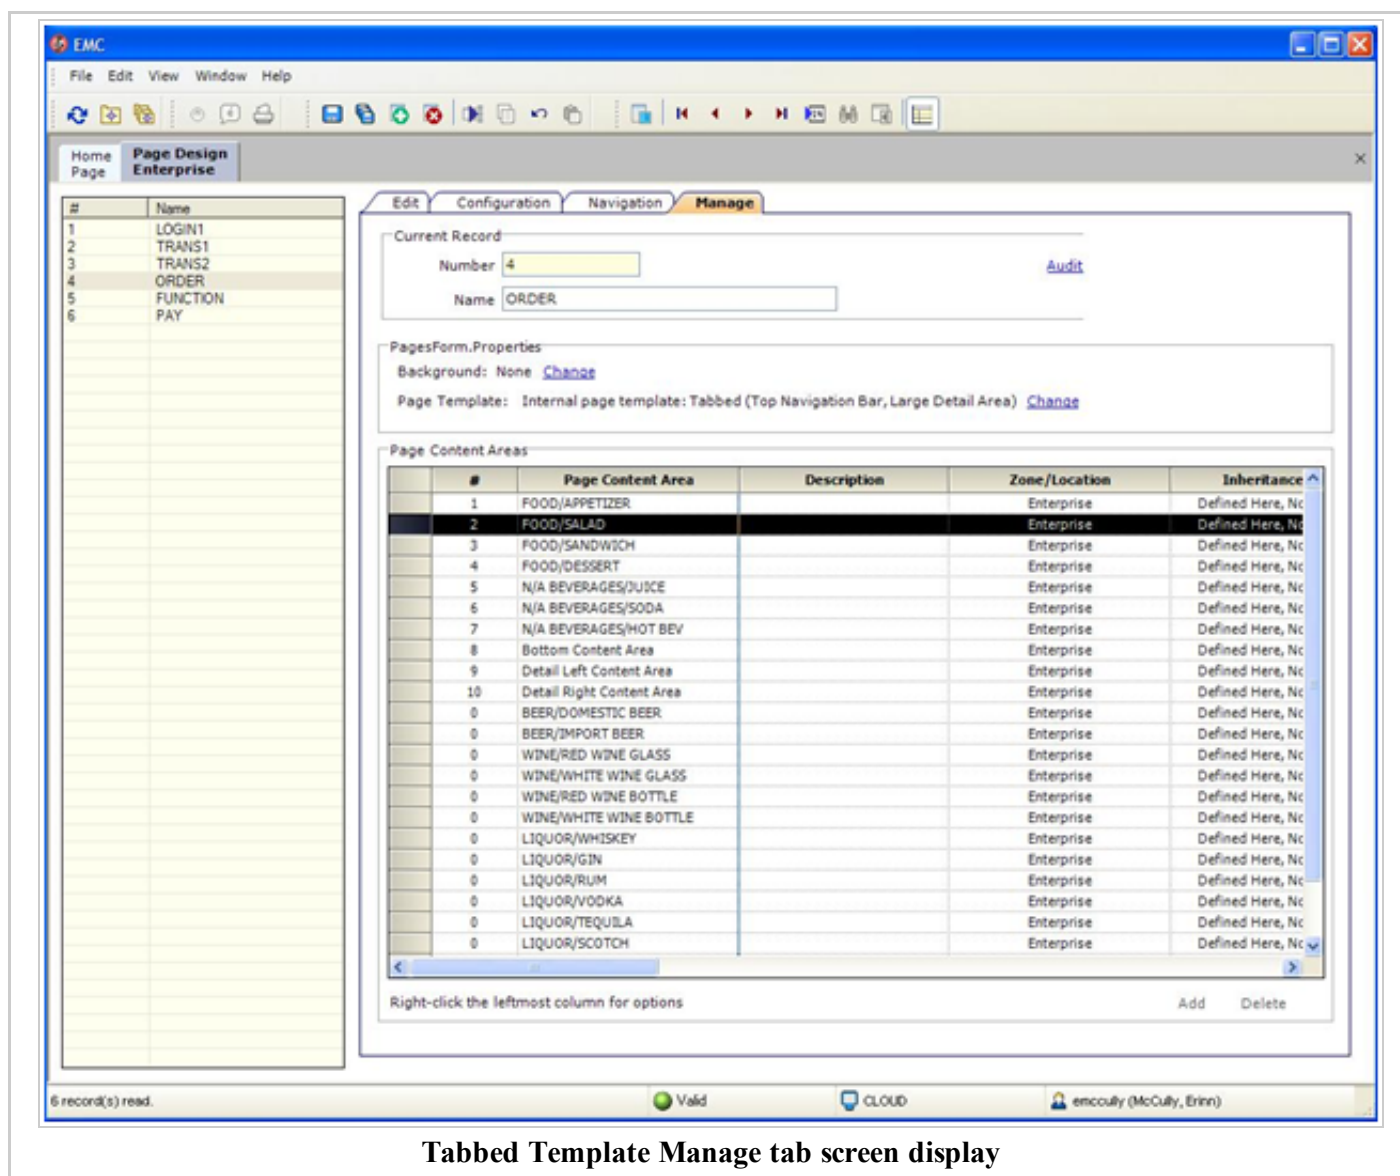 EMC
File Edit View Window Help
Home Page
Page Design Enterprise
# Name
1 LOGIN1
2 TRANS1
3 TRANS2
4 ORDER
5 FUNCTION
6 PAY
Edit Configuration Navigation Manage
Current Record
Number 4 Audit
Name ORDER
PagesForm.Properties
Background: None Change
Page Template: Internal page template: Tabbed (Top Navigation Bar, Large Detail Area) Change
Page Content Areas
# Page Content Area Description Zone/Location Inheritance
1 FOOD/APPETIZER Enterprise Defined Here, Nc
2 FOOD/SALAD Enterprise Defined Here, Nc
3 FOOD/SANDWICH Enterprise Defined Here, Nc
4 FOOD/DESSERT Enterprise Defined Here, Nc
5 N/A BEVERAGES/JUICE Enterprise Defined Here, Nc
6 N/A BEVERAGES/SODA Enterprise Defined Here, Nc
7 N/A BEVERAGES/HOT BEV Enterprise Defined Here, Nc
8 Bottom Content Area Enterprise Defined Here, Nc
9 Detail Left Content Area Enterprise Defined Here, Nc
10 Detail Right Content Area Enterprise Defined Here, Nc
0 BEER/DOMESTIC BEER Enterprise Defined Here, Nc
0 BEER/IMPORT BEER Enterprise Defined Here, Nc
0 WINE/RED WINE GLASS Enterprise Defined Here, Nc
0 WINE/WHITE WINE GLASS Enterprise Defined Here, Nc
0 WINE/RED WINE BOTTLE Enterprise Defined Here, Nc
0 WINE/WHITE WINE BOTTLE Enterprise Defined Here, Nc
0 LIQUOR/WHISKEY Enterprise Defined Here, Nc
0 LIQUOR/GIN Enterprise Defined Here, Nc
0 LIQUOR/RUM Enterprise Defined Here, Nc
0 LIQUOR/VODKA Enterprise Defined Here, Nc
0 LIQUOR/TEQUILA Enterprise Defined Here, Nc
0 LIQUOR/SCOTCH Enterprise Defined Here, Nc
Right-click the leftmost column for options Add Delete
6 record(s) read. Valid CLOUD emccully (McCully, Erinn)
Tabbed Template Manage tab screen display